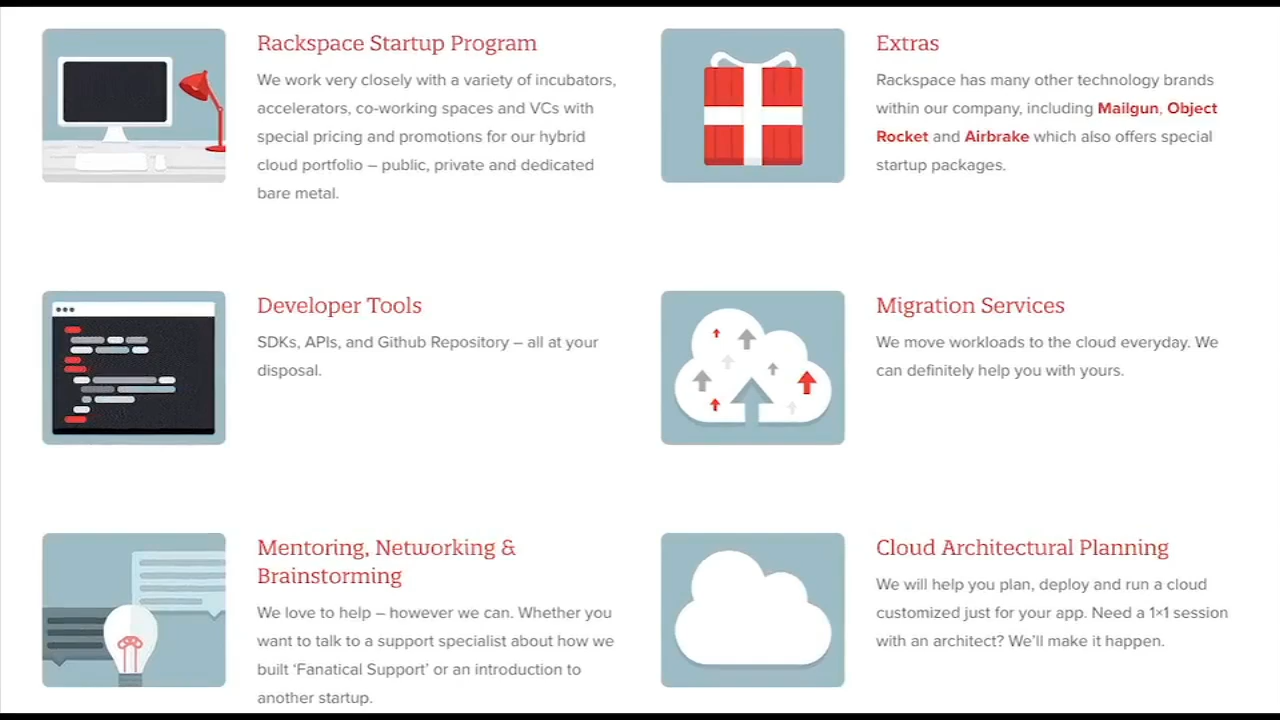 Rackspace Startup Program
We work very closely with a variety of incubators,
accelerators, co-working spaces and VCs with
special pricing and promotions for our hybrid
cloud portfolio – public, private and dedicated
bare metal.
Extras
Rackspace has many other technology brands
within our company, including Mailgun, Object
Rocket and Airbrake which also offers special
startup packages.
Developer Tools
SDKs, APIs, and Github Repository – all at your
disposal.
Migration Services
We move workloads to the cloud everyday. We
can definitely help you with yours.
Mentoring, Networking &
Brainstorming
We love to help – however we can. Whether you
want to talk to a support specialist about how we
built ‘Fanatical Support’ or an introduction to
another startup.
Cloud Architectural Planning
We will help you plan, deploy and run a cloud
customized just for your app. Need a 1×1 session
with an architect? We’ll make it happen.